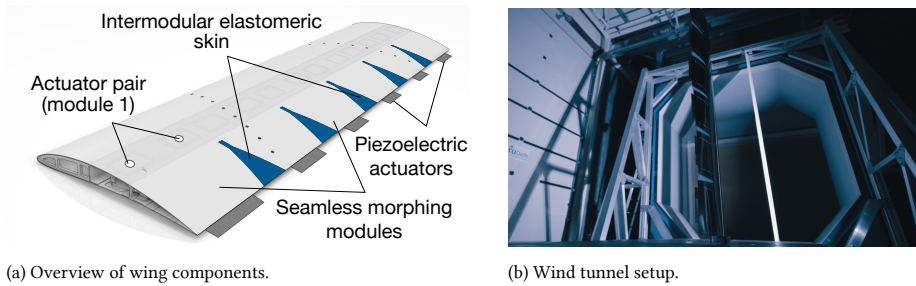 Intermodular elastomeric
skin
Actuator pair
(module 1)
Piezoelectric
actuators
Seamless morphing
modules
(a) Overview of wing components.
(b) Wind tunnel setup.